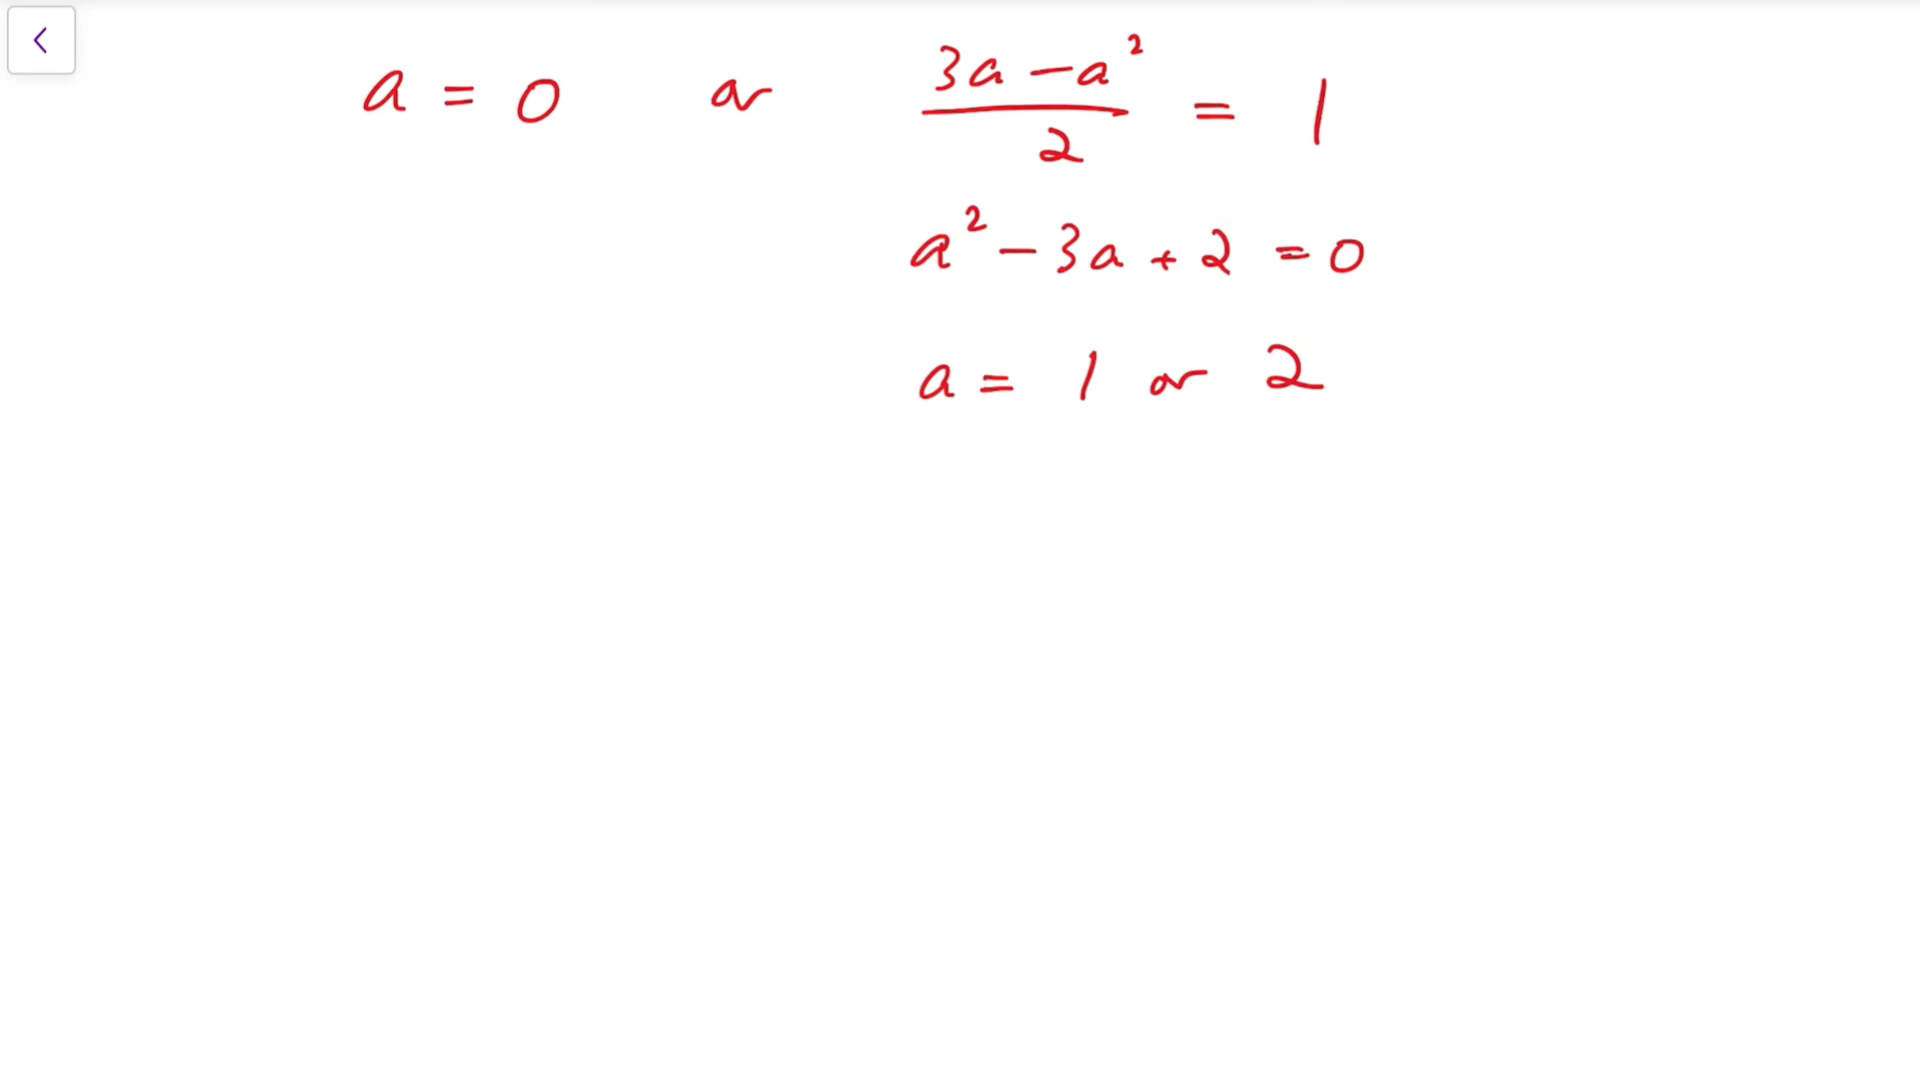 a = 0 or (3a - a²)/2 = 1
a² - 3a + 2 = 0
a = 1 or 2